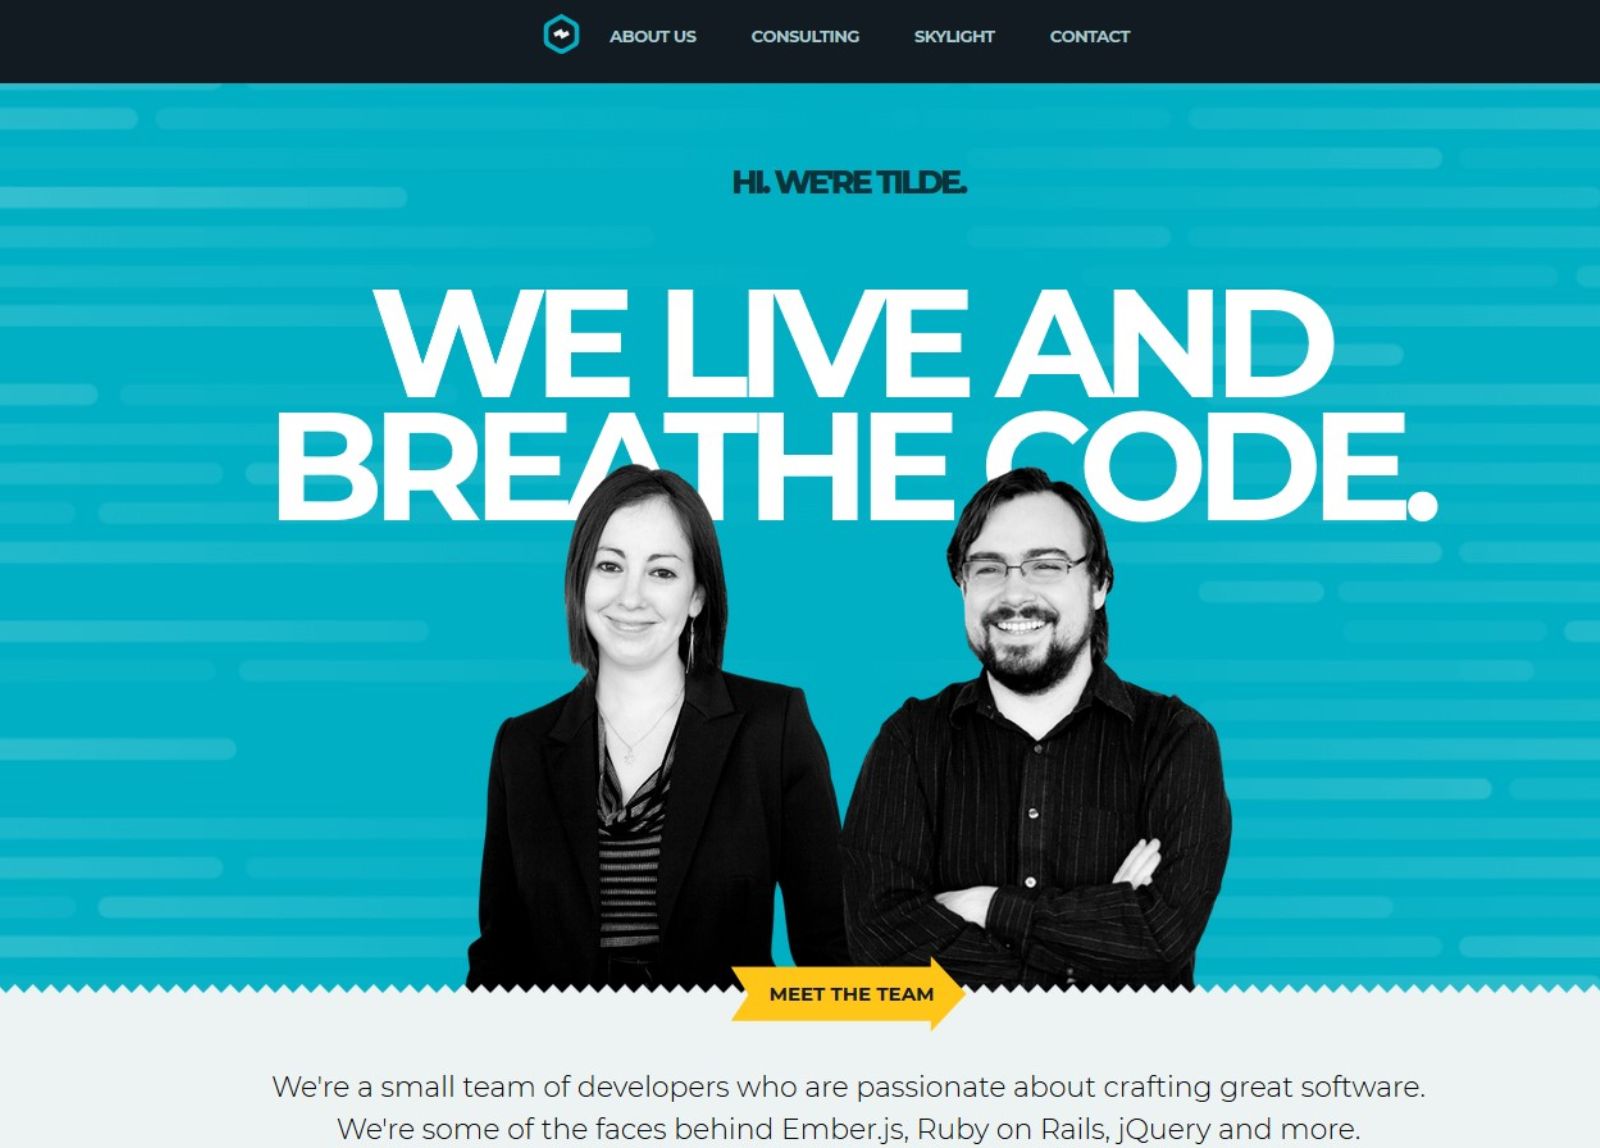 ABOUT US CONSULTING SKYLIGHT CONTACT
HI. WE'RE TILDE.
WE LIVE AND
BREATHE CODE.
MEET THE TEAM
We're a small team of developers who are passionate about crafting great software.
We're some of the faces behind Ember.js, Ruby on Rails, jQuery and more.